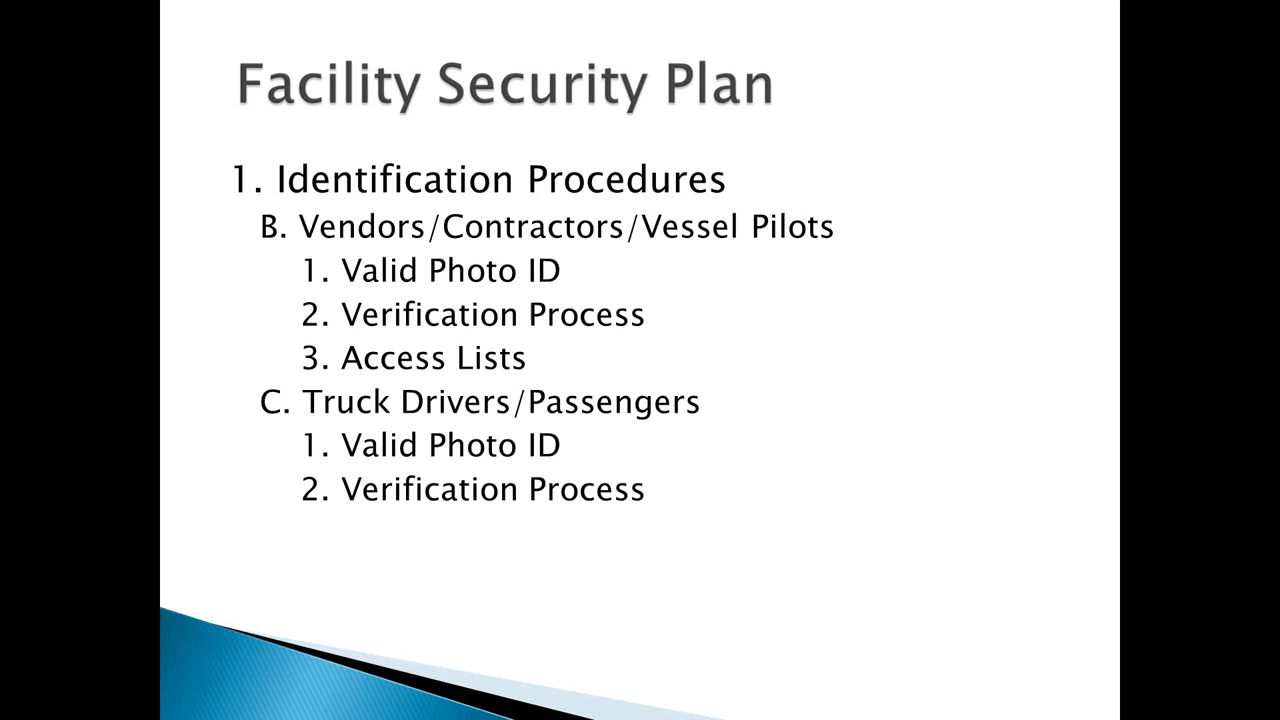 Facility Security Plan
1. Identification Procedures
B. Vendors/Contractors/Vessel Pilots
1. Valid Photo ID
2. Verification Process
3. Access Lists
C. Truck Drivers/Passengers
1. Valid Photo ID
2. Verification Process